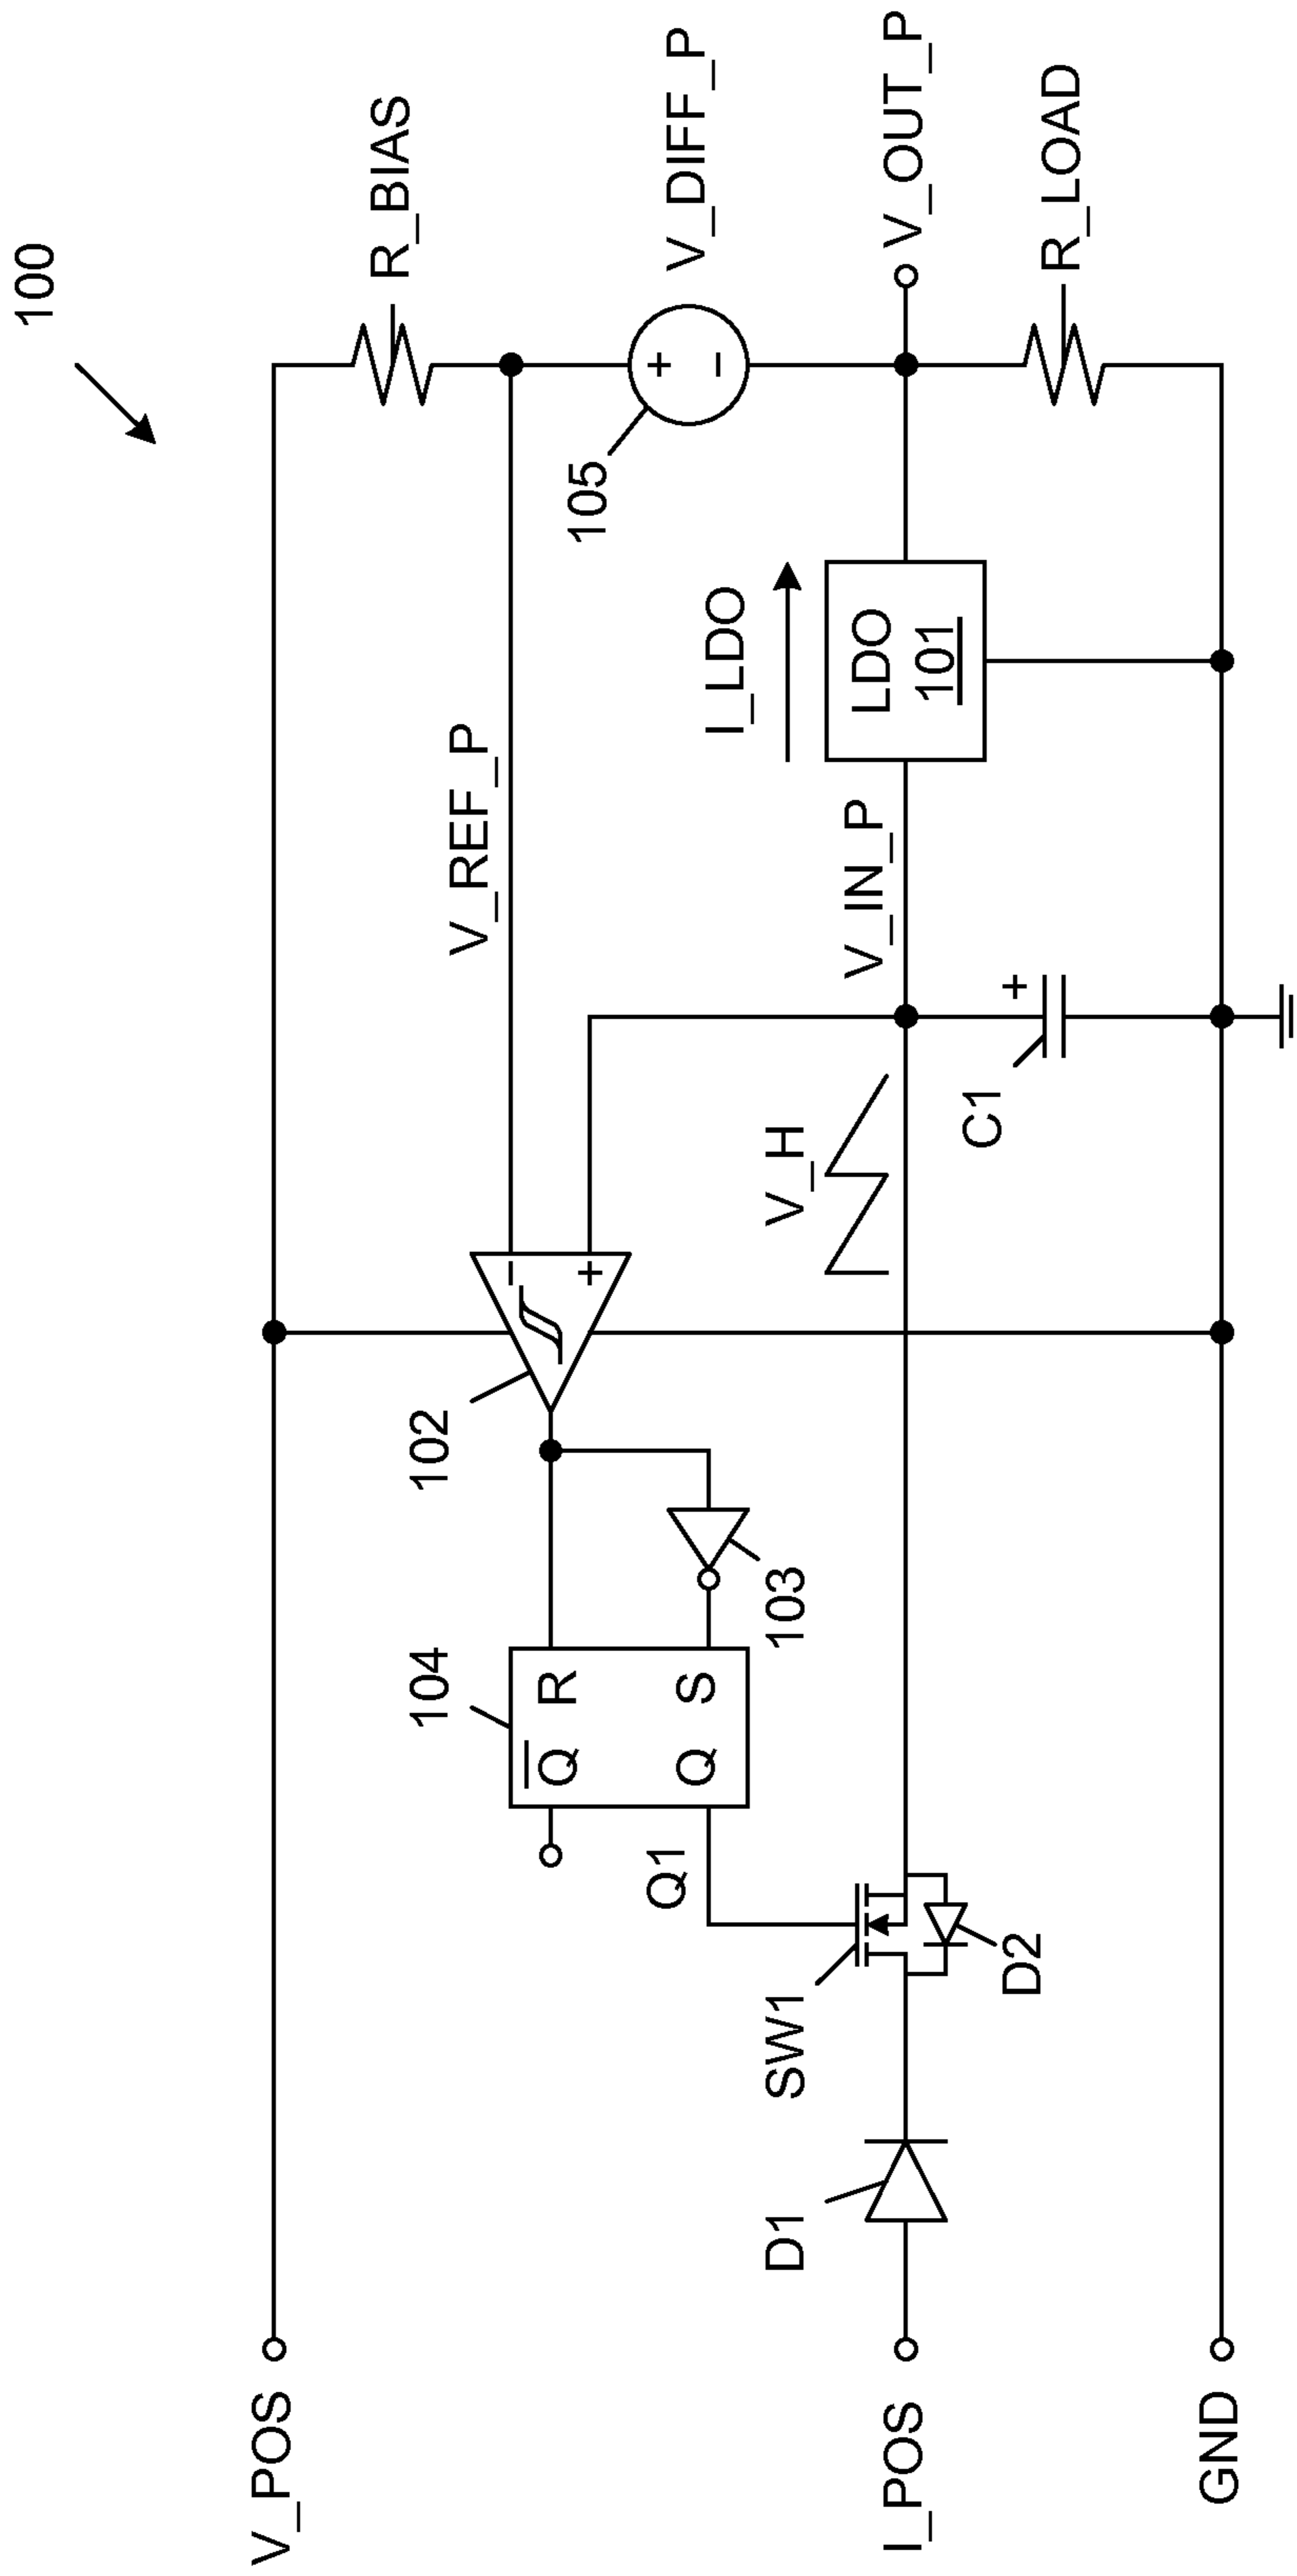 100
V_POS
R_BIAS
V_REF_P
V_DIFF_P
+
−
105
102
−
+
104
Q
R
Q
S
103
Q1
I_LDO
LDO
101
V_OUT_P
V_IN_P
V_H
SW1
D1
D2
I_POS
+
C1
R_LOAD
GND